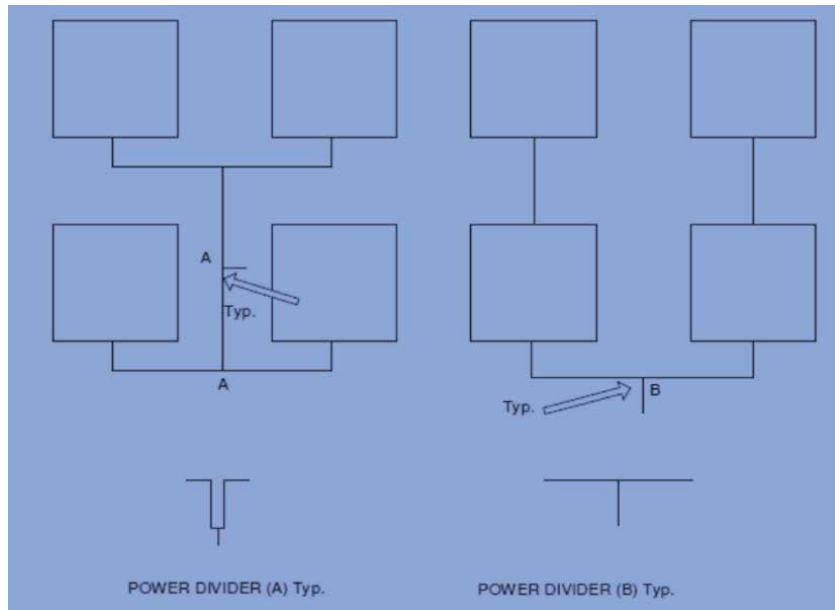 A
Typ.
A
B
Typ.
POWER DIVIDER (A) Typ.
POWER DIVIDER (B) Typ.